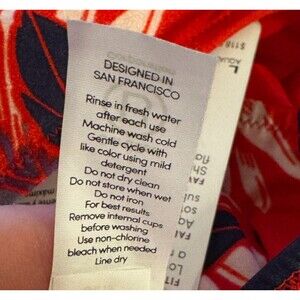 DESIGNED IN
SAN FRANCISCO
Rinse in fresh water
after each use
Machine wash cold
Gentle cycle with
like color using mild
detergent
Do not dry clean
Do not store when wet
Do not iron
For best results
Remove internal cups
before washing
Use non-chlorine
bleach when needed
Line dry
L
$118
FIT